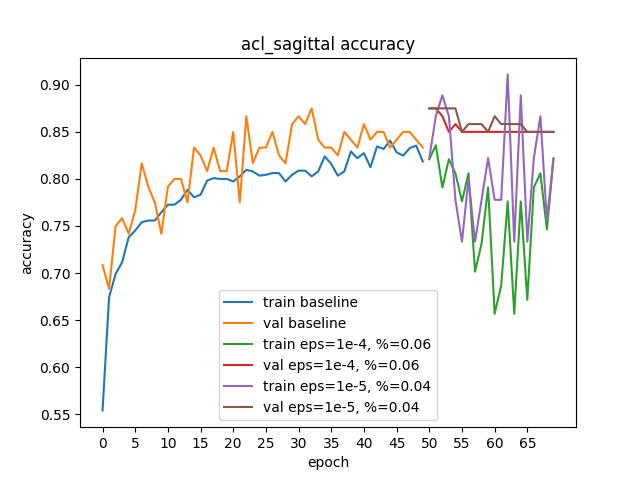 acl_sagittal accuracy
accuracy
0.90
0.85
0.80
0.75
0.70
0.65
0.60
0.55
train baseline
val baseline
train eps=1e-4, %=0.06
val eps=1e-4, %=0.06
train eps=1e-5, %=0.04
val eps=1e-5, %=0.04
0 5 10 15 20 25 30 35 40 45 50 55 60 65
epoch